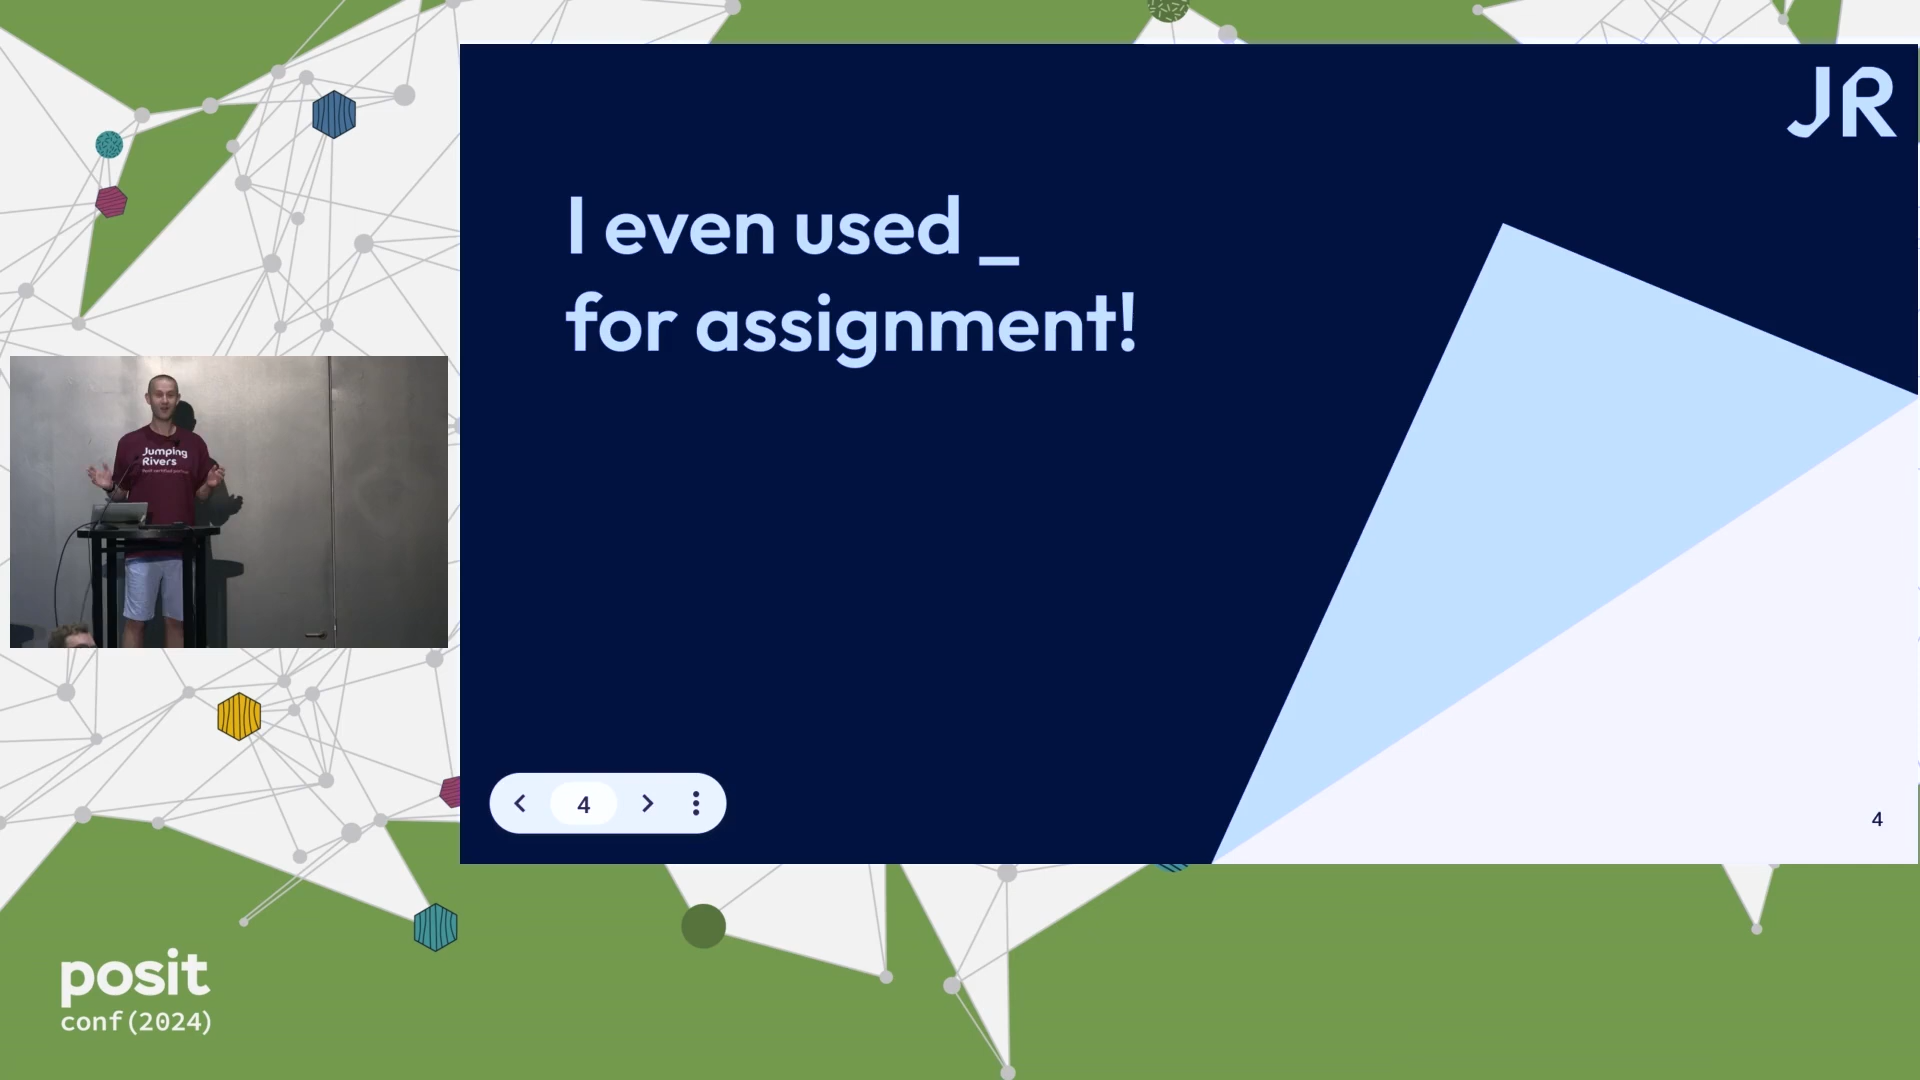 JR
I even used _
for assignment!
Jumping
Rivers
4
4
posit
conf(2024)